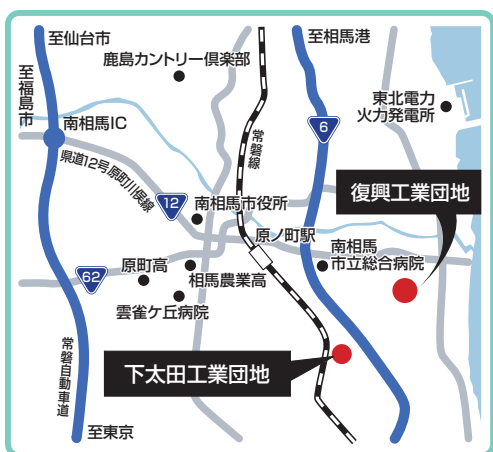 至仙台市
至相馬港
鹿島カントリー倶楽部
至福島市
東北電力
火力発電所
南相馬IC
常磐線
6
県道12号原町川俣線
復興工業団地
12
南相馬市役所
原ノ町駅
南相馬
市立総合病院
62
原町高
相馬農業高
雲雀ケ丘病院
下太田工業団地
常磐自動車道
至東京